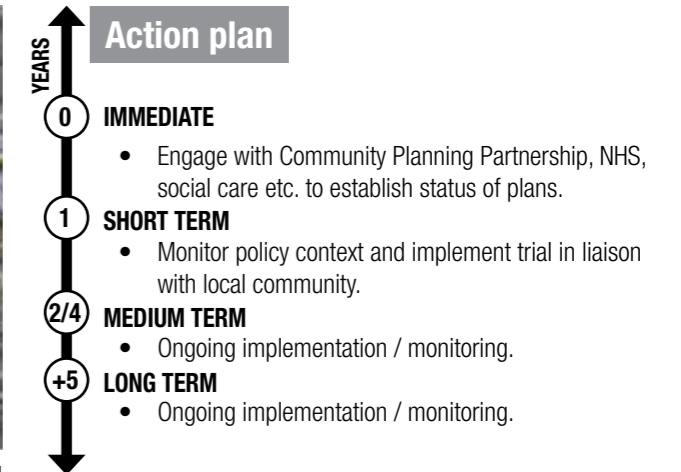 Action plan
YEARS
0
IMMEDIATE
• Engage with Community Planning Partnership, NHS,
social care etc. to establish status of plans.
1
SHORT TERM
• Monitor policy context and implement trial in liaison
with local community.
2/4
MEDIUM TERM
• Ongoing implementation / monitoring.
+5
LONG TERM
• Ongoing implementation / monitoring.